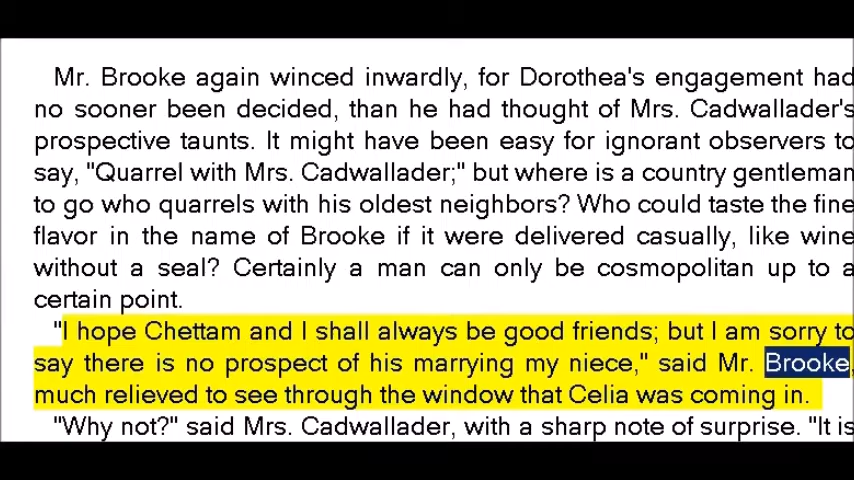 Mr. Brooke again winced inwardly, for Dorothea's engagement had
no sooner been decided, than he had thought of Mrs. Cadwallader's
prospective taunts. It might have been easy for ignorant observers to
say, "Quarrel with Mrs. Cadwallader;" but where is a country gentleman
to go who quarrels with his oldest neighbors? Who could taste the fine
flavor in the name of Brooke if it were delivered casually, like wine
without a seal? Certainly a man can only be cosmopolitan up to a
certain point.
"I hope Chettam and I shall always be good friends; but I am sorry to
say there is no prospect of his marrying my niece," said Mr. Brooke,
much relieved to see through the window that Celia was coming in.
"Why not?" said Mrs. Cadwallader, with a sharp note of surprise. "It is